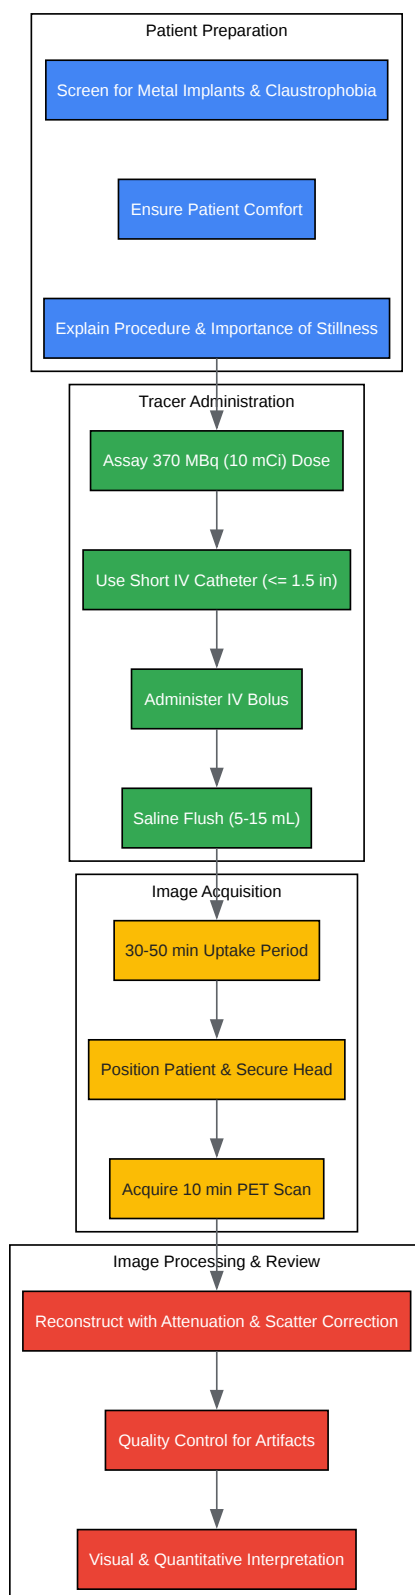 Patient Preparation
Screen for Metal Implants & Claustrophobia
Ensure Patient Comfort
Explain Procedure & Importance of Stillness
Tracer Administration
Assay 370 MBq (10 mCi) Dose
Use Short IV Catheter (<= 1.5 in)
Administer IV Bolus
Saline Flush (5-15 mL)
Image Acquisition
30-50 min Uptake Period
Position Patient & Secure Head
Acquire 10 min PET Scan
Image Processing & Review
Reconstruct with Attenuation & Scatter Correction
Quality Control for Artifacts
Visual & Quantitative Interpretation